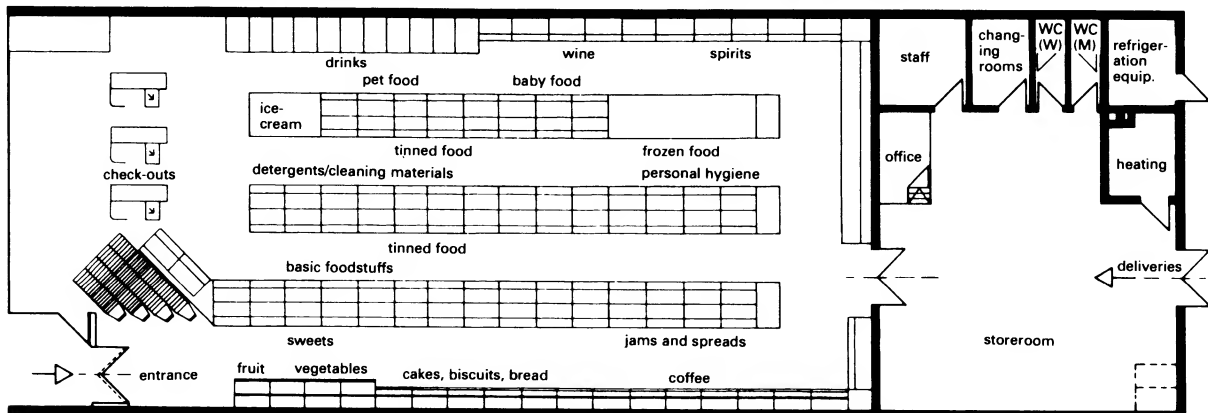 drinks
wine
spirits
pet food
baby food
ice-
cream
tinned food
frozen food
check-outs
detergents/cleaning materials
personal hygiene
tinned food
basic foodstuffs
sweets
jams and spreads
entrance
fruit
vegetables
cakes, biscuits, bread
coffee
staff
chang-
ing
rooms
WC
(W)
WC
(M)
refriger-
ation
equip.
office
heating
deliveries
storeroom